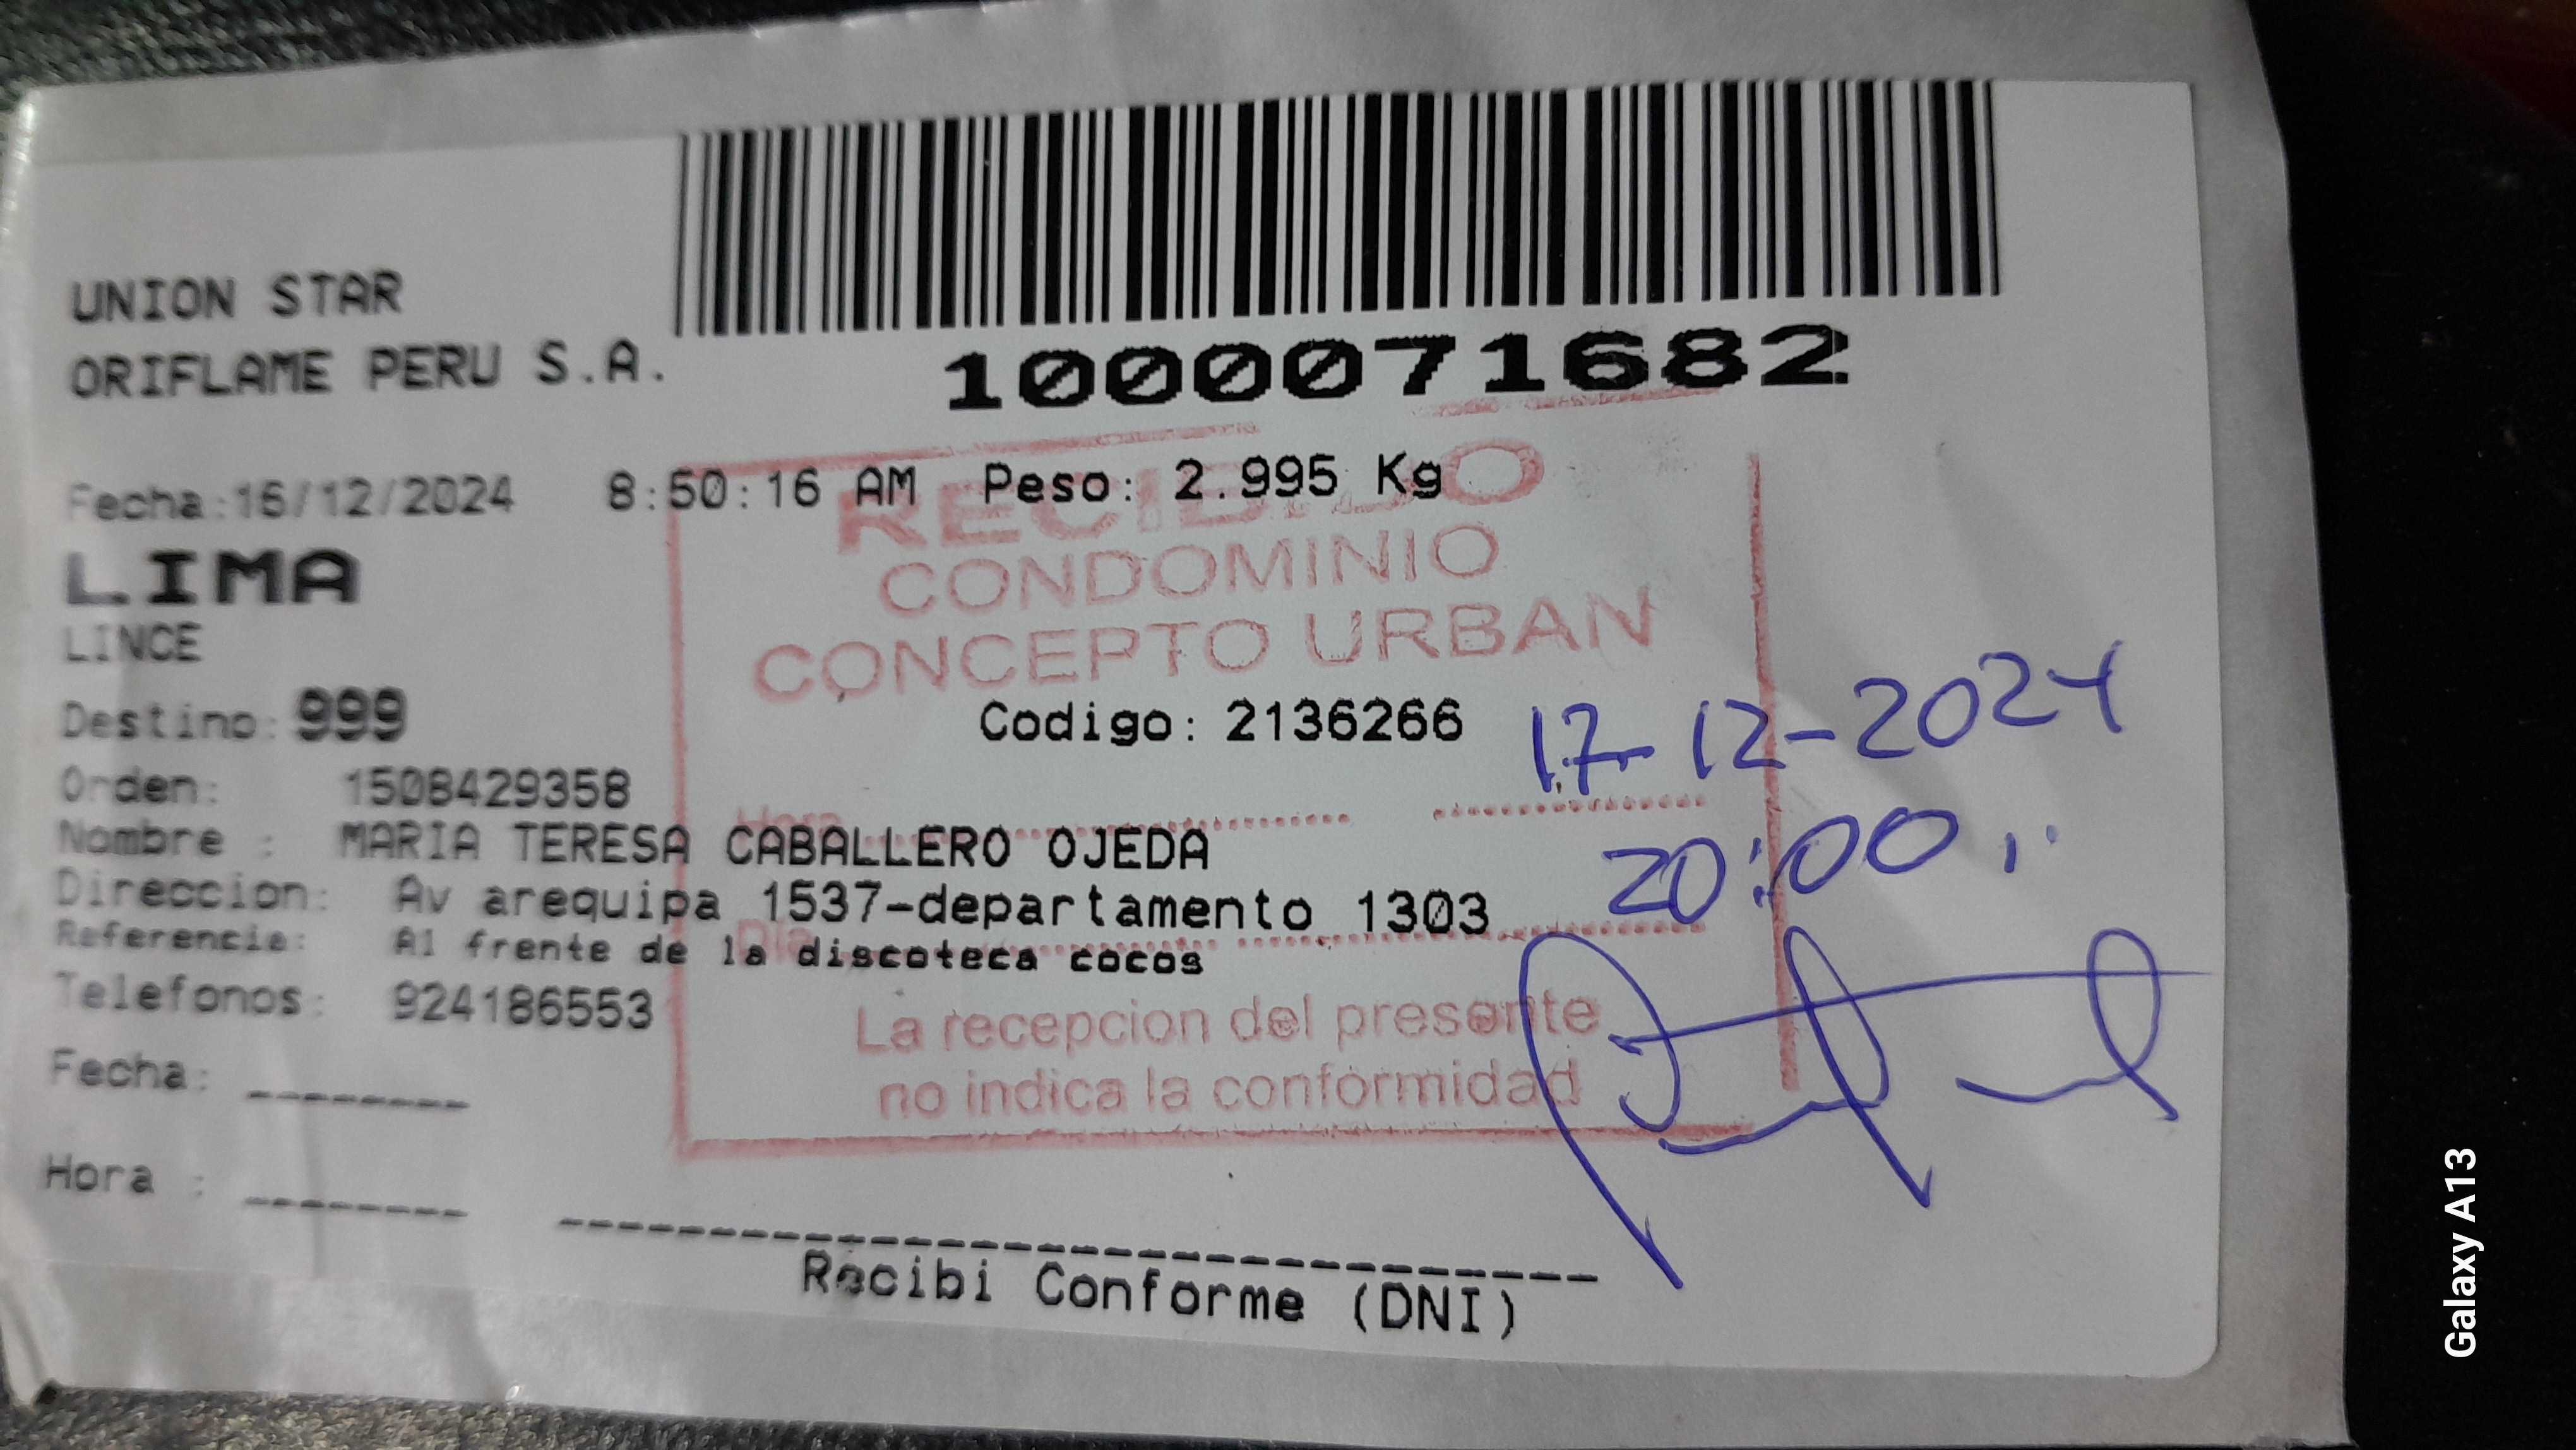 UNION STAR
ORIFLAME PERU S.A.
1000071682
Fecha:16/12/2024 8:50:16 AM Peso: 2.995 Kg
RECIBIDO
LIMA
CONDOMINIO
LINCE
CONCEPTO URBAN
Destino: 999
Codigo: 2136266
17-12-2024
Orden: 1508429358
Hora
Nombre : MARIA TERESA CABALLERO OJEDA
20:00
Direccion: Av arequipa 1537-departamento 1303
Dia
Referencia: Al frente de la discoteca cocos
Telefonos: 924186553
La recepcion del presente
no indica la conformidad
Fecha:
Hora :
Recibi Conforme (DNI)
Galaxy A13